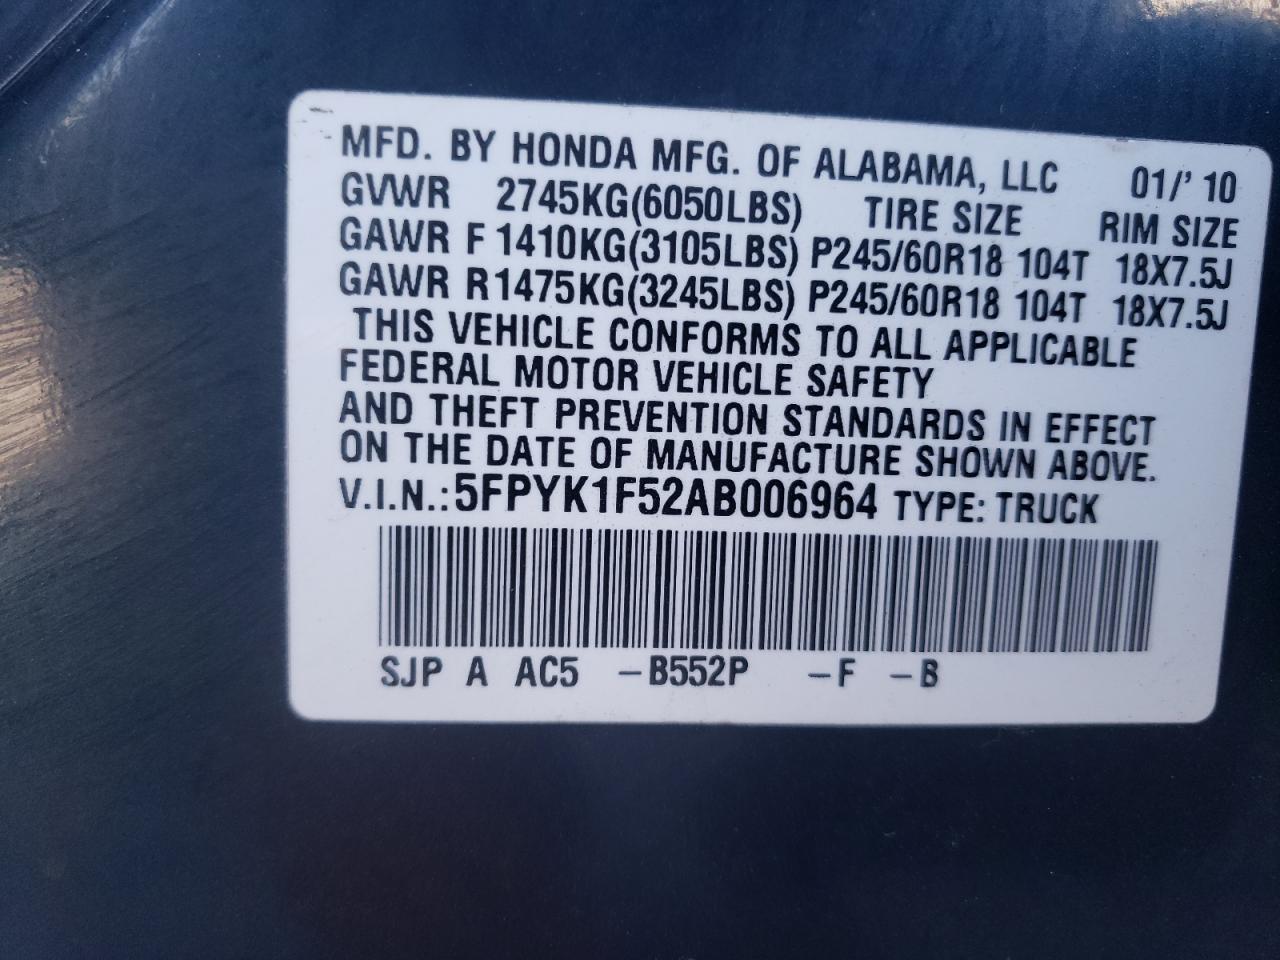 MFD. BY HONDA MFG. OF ALABAMA, LLC 01/' 10
GVWR 2745KG(6050LBS) TIRE SIZE RIM SIZE
GAWR F 1410KG(3105LBS) P245/60R18 104T 18X7.5J
GAWR R1475KG(3245LBS) P245/60R18 104T 18X7.5J
THIS VEHICLE CONFORMS TO ALL APPLICABLE
FEDERAL MOTOR VEHICLE SAFETY
AND THEFT PREVENTION STANDARDS IN EFFECT
ON THE DATE OF MANUFACTURE SHOWN ABOVE.
V.I.N.:5FPYK1F52AB006964 TYPE: TRUCK
SJP A AC5 –B552P –F –B